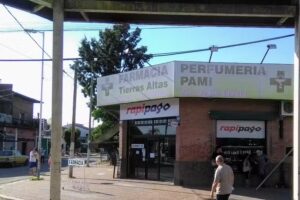 FARMACIA
Tierras Altas
PERFUMERIA
PAMI
rapipago
rapipago